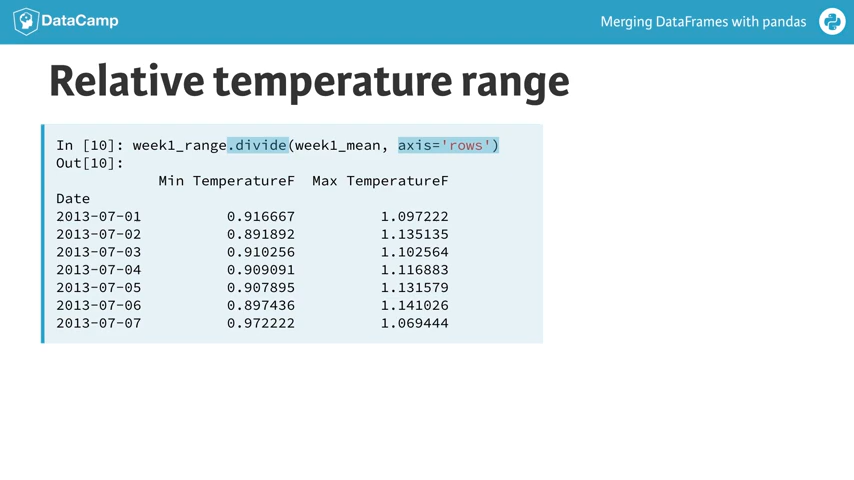 DataCamp
Merging DataFrames with pandas
Relative temperature range
In [10]: week1_range.divide(week1_mean, axis='rows')
Out[10]:
Min TemperatureF  Max TemperatureF
Date
2013-07-01 0.916667 1.097222
2013-07-02 0.891892 1.135135
2013-07-03 0.910256 1.102564
2013-07-04 0.909091 1.116883
2013-07-05 0.907895 1.131579
2013-07-06 0.897436 1.141026
2013-07-07 0.972222 1.069444